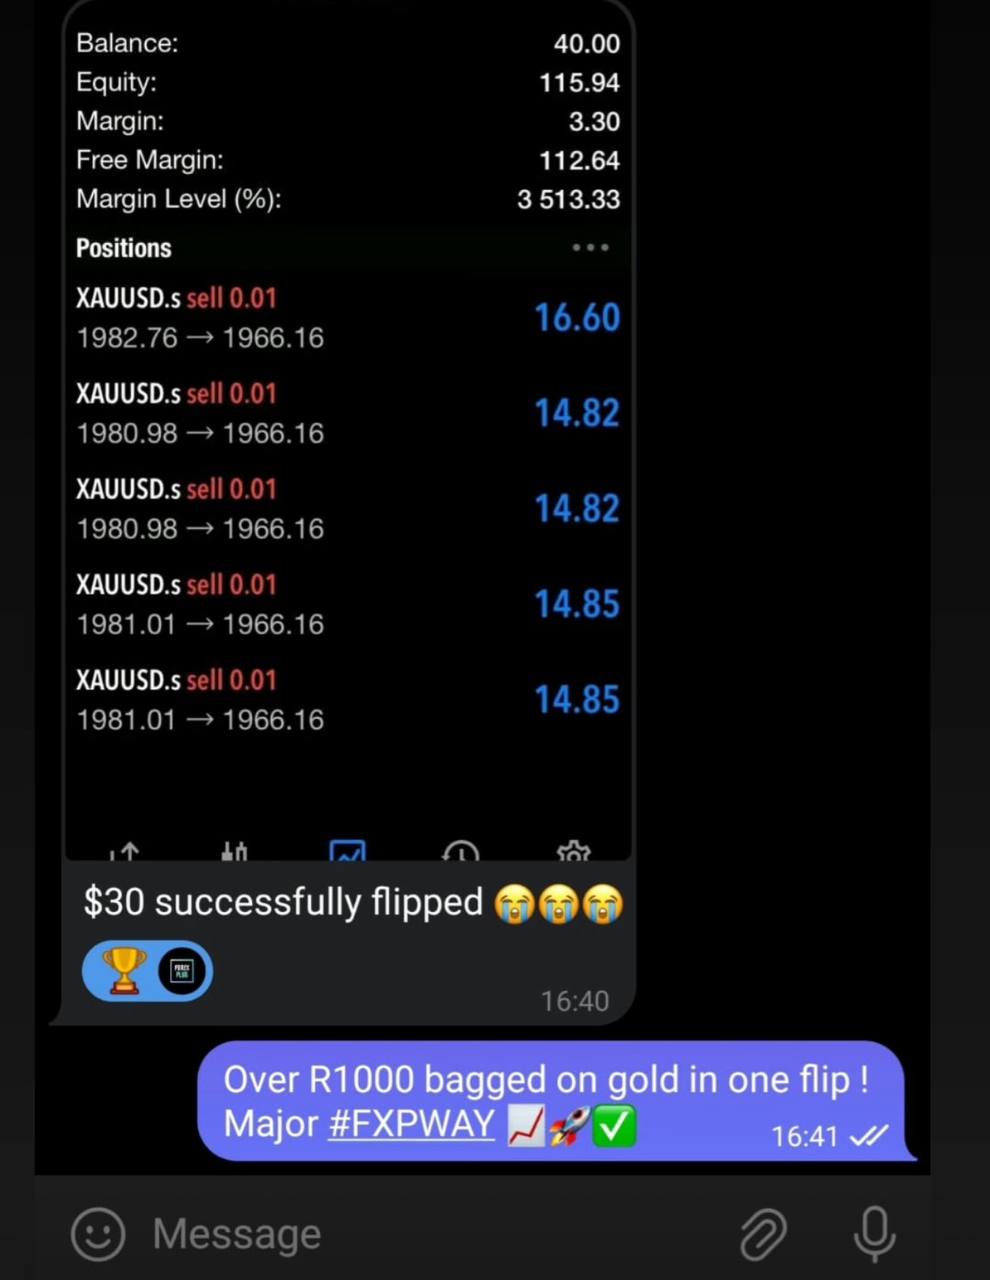 Balance: 40.00
Equity: 115.94
Margin: 3.30
Free Margin: 112.64
Margin Level (%): 3 513.33
Positions
XAUUSD.s sell 0.01
1982.76 → 1966.16
16.60
XAUUSD.s sell 0.01
1980.98 → 1966.16
14.82
XAUUSD.s sell 0.01
1980.98 → 1966.16
14.82
XAUUSD.s sell 0.01
1981.01 → 1966.16
14.85
XAUUSD.s sell 0.01
1981.01 → 1966.16
14.85
$30 successfully flipped 😭😭😭
FOREX
PLUG
16:40
Over R1000 bagged on gold in one flip !
Major #FXPWAY 📈🚀✅
16:41
Message